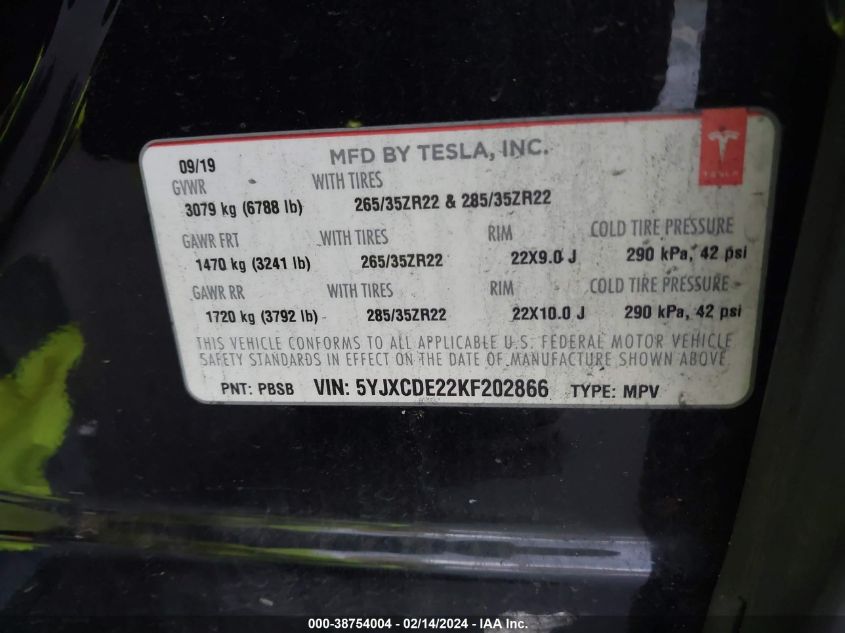 MFD BY TESLA, INC.
TESLA
09/19
GVWR WITH TIRES
3079 kg (6788 lb) 265/35ZR22 & 285/35ZR22
GAWR FRT WITH TIRES RIM COLD TIRE PRESSURE
1470 kg (3241 lb) 265/35ZR22 22X9.0 J 290 kPa, 42 psi
GAWR RR WITH TIRES RIM COLD TIRE PRESSURE
1720 kg (3792 lb) 285/35ZR22 22X10.0 J 290 kPa, 42 psi
THIS VEHICLE CONFORMS TO ALL APPLICABLE U.S. FEDERAL MOTOR VEHICLE
SAFETY STANDARDS IN EFFECT ON THE DATE OF MANUFACTURE SHOWN ABOVE.
PNT: PBSB VIN: 5YJXCDE22KF202866 TYPE: MPV
000-38754004 - 02/14/2024 - IAA Inc.